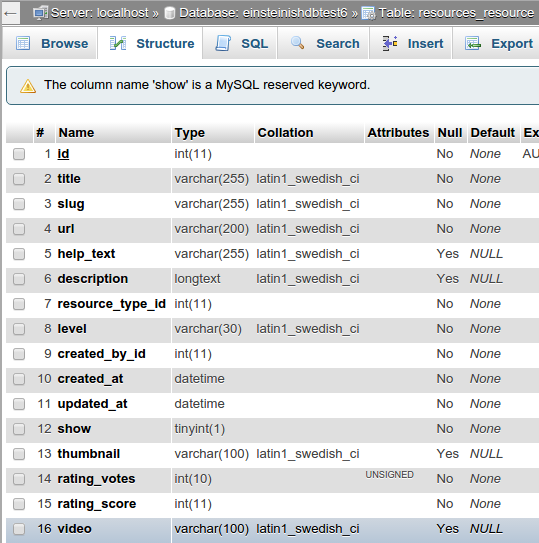 Server: localhost » Database: einsteinishdbtest6 » Table: resources_resource
Browse Structure SQL Search Insert Export
The column name 'show' is a MySQL reserved keyword.
# Name Type Collation Attributes Null Default Ex
1 id int(11) No None AU
2 title varchar(255) latin1_swedish_ci No None
3 slug varchar(255) latin1_swedish_ci No None
4 url varchar(200) latin1_swedish_ci No None
5 help_text varchar(255) latin1_swedish_ci Yes NULL
6 description longtext latin1_swedish_ci Yes NULL
7 resource_type_id int(11) No None
8 level varchar(30) latin1_swedish_ci No None
9 created_by_id int(11) No None
10 created_at datetime No None
11 updated_at datetime No None
12 show tinyint(1) No None
13 thumbnail varchar(100) latin1_swedish_ci Yes NULL
14 rating_votes int(10) UNSIGNED No None
15 rating_score int(11) No None
16 video varchar(100) latin1_swedish_ci Yes NULL